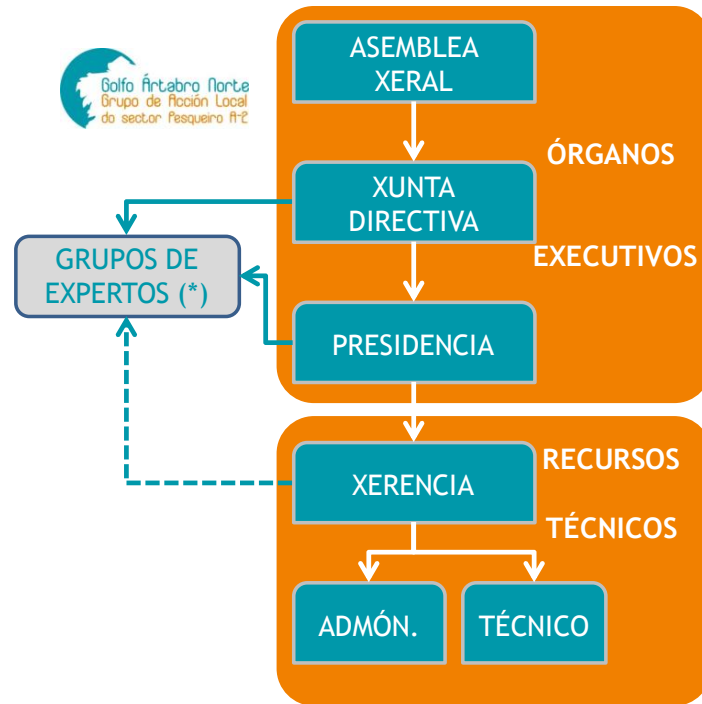 Golfo Ártabro Norte
Grupo de Acción Local
do sector Pesqueiro A-2
ASEMBLEA
XERAL
ÓRGANOS
XUNTA
DIRECTIVA
EXECUTIVOS
GRUPOS DE
EXPERTOS (*)
PRESIDENCIA
RECURSOS
XERENCIA
TÉCNICOS
ADMÓN.
TÉCNICO